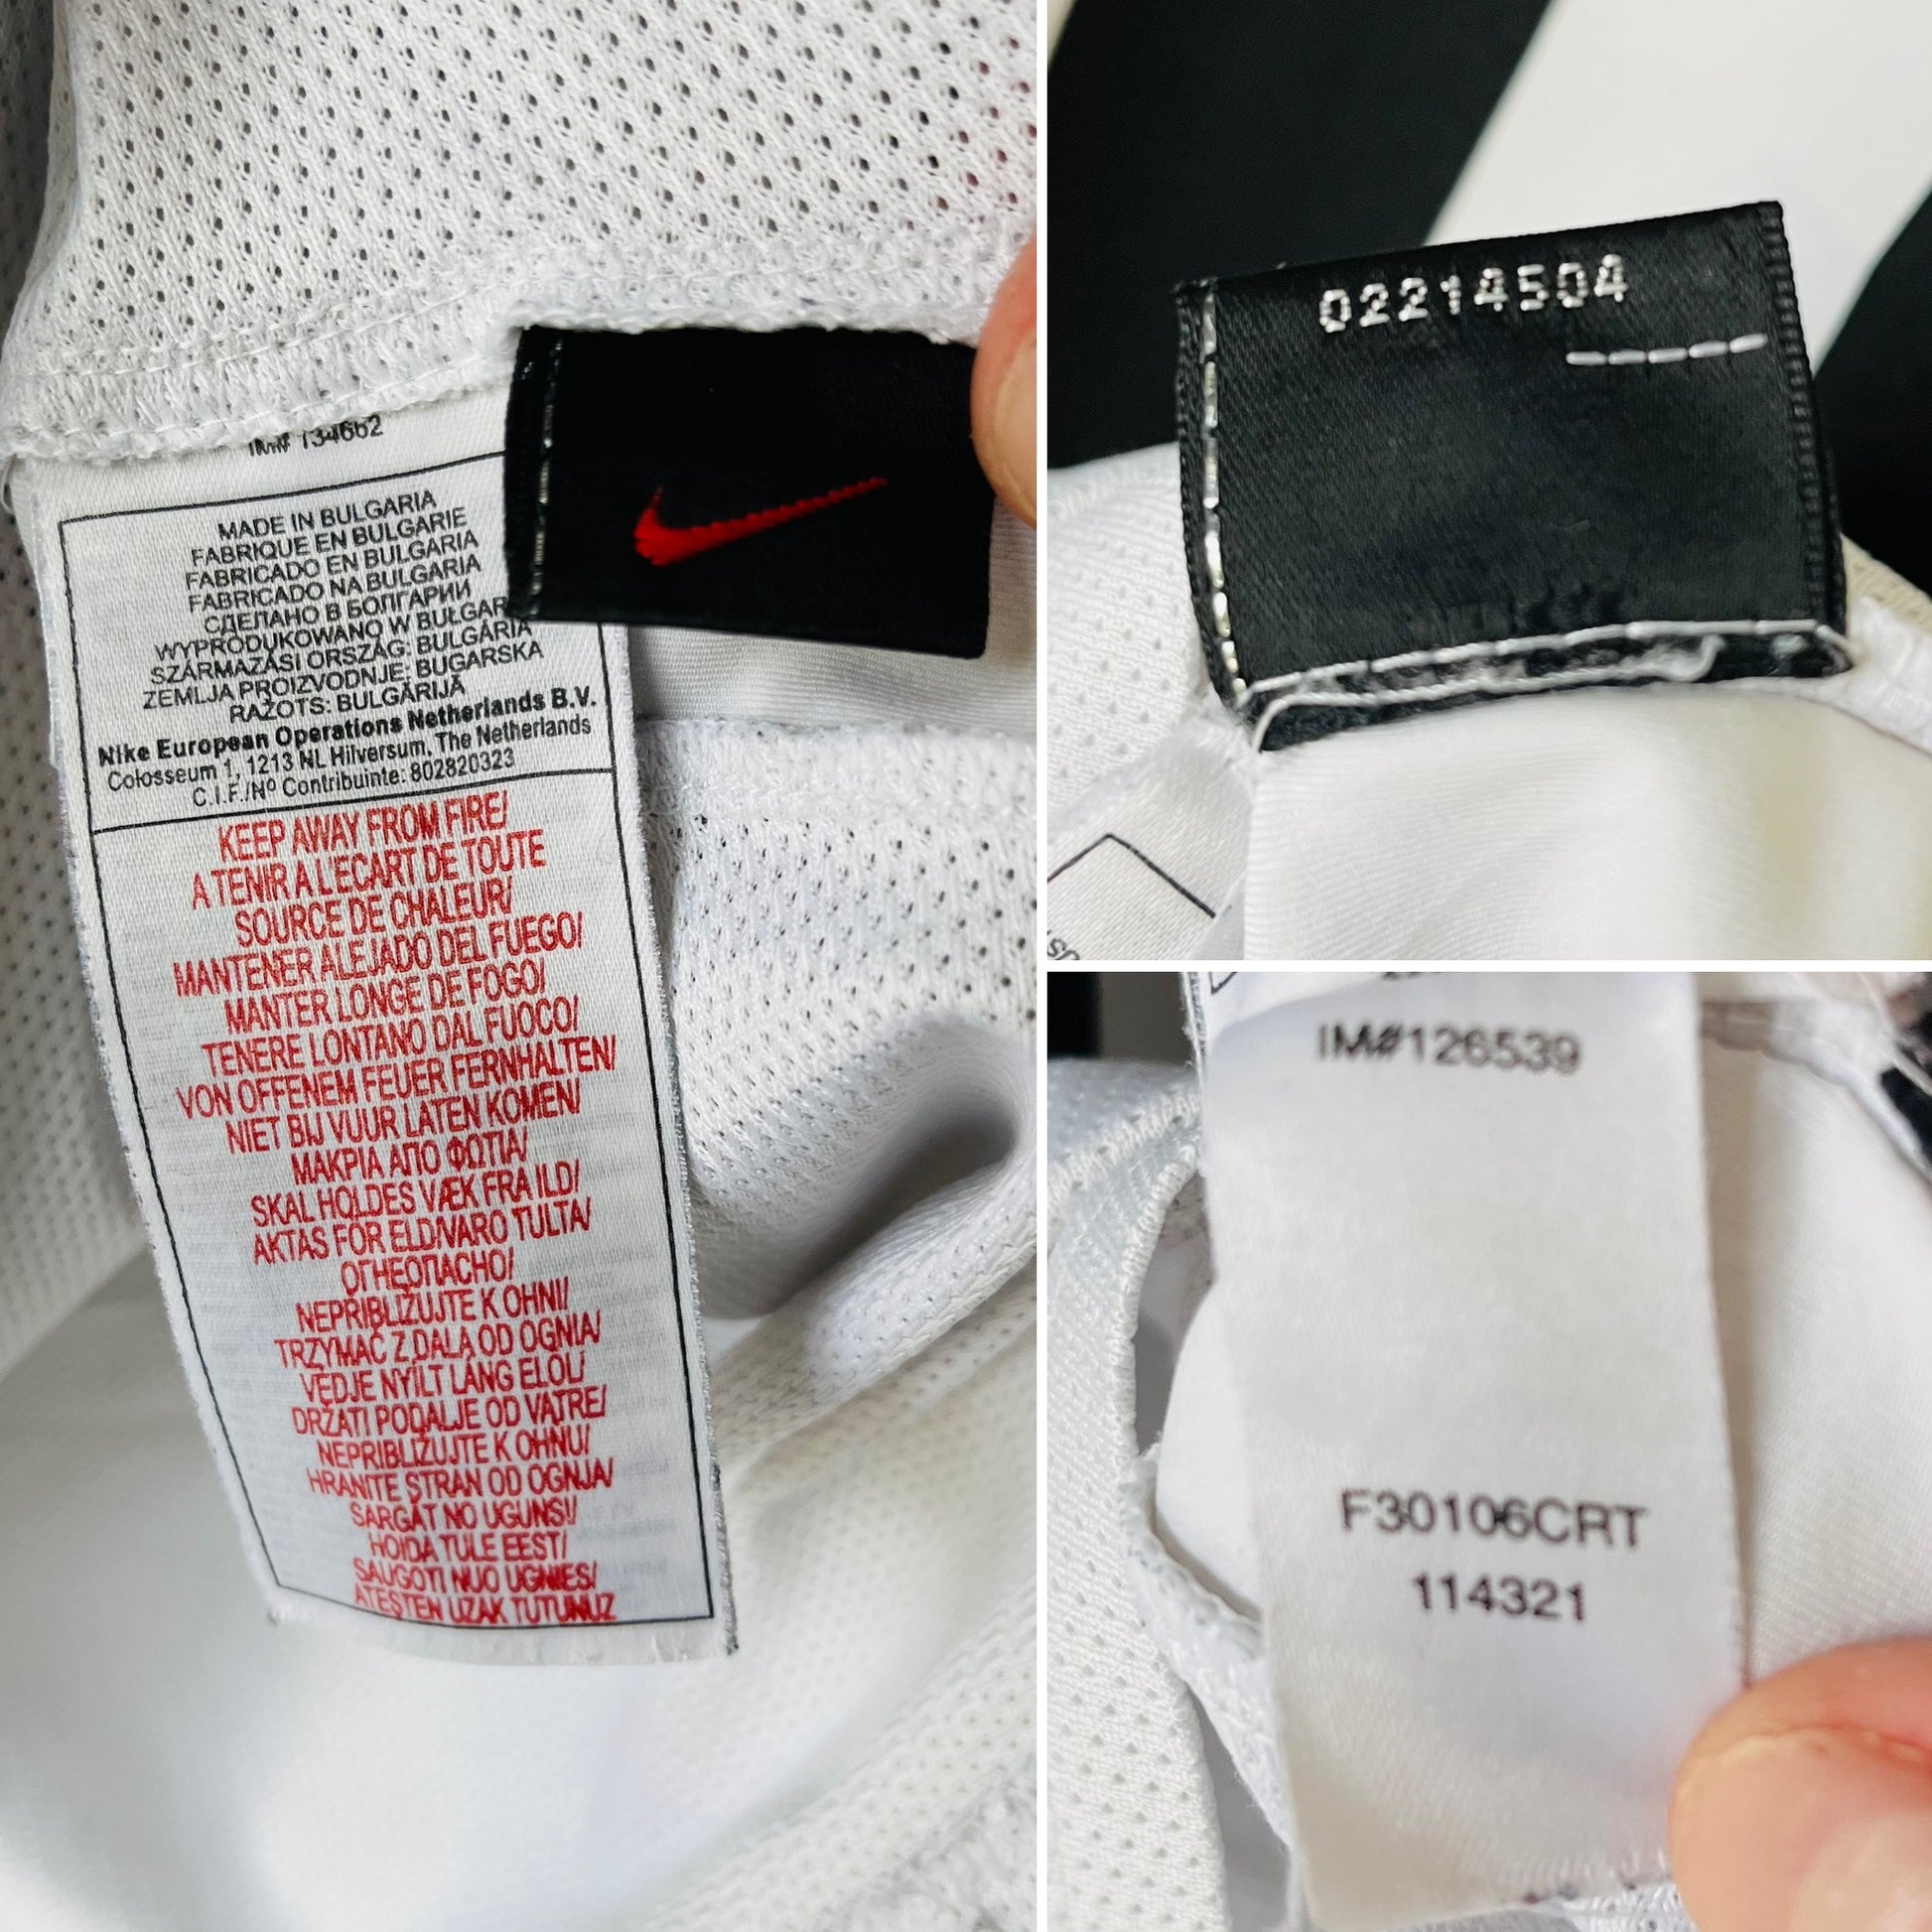 IM# 134662
MADE IN BULGARIA
FABRIQUE EN BULGARIE
FABRICADO EN BULGARIA
FABRICADO NA BULGARIA
СДЕЛАНО В БОЛГАРИИ
WYPRODUKOWANO W BUŁGAR
SZÁRMAZÁSI ORSZÁG: BULGÁRIA
ZEMLJA PROIZVODNJE: BUGARSKA
RAŽOTS: BULGĀRIJĀ
Nike European Operations Netherlands B.V.
Colosseum 1, 1213 NL Hilversum, The Netherlands
C.I.F./Nº Contribuinte: 802820323
KEEP AWAY FROM FIRE/
A TENIR A L'ECART DE TOUTE
SOURCE DE CHALEUR/
MANTENER ALEJADO DEL FUEGO/
MANTER LONGE DE FOGO/
TENERE LONTANO DAL FUOCO/
VON OFFENEM FEUER FERNHALTEN/
NIET BIJ VUUR LATEN KOMEN/
ΜΑΚΡΙΑ ΑΠΟ ΦΩΤΙΑ/
SKAL HOLDES VÆK FRA ILD/
AKTAS FÖR ELD/VARO TULTA/
ОГНЕОПАСНО/
NEPŘIBLIŽUJTE K OHNI/
TRZYMAĆ Z DALA OD OGNIA/
VÉDJE NYÍLT LÁNG ELŐL/
DRŽATI PODALJE OD VATRE/
NEPRIBLIŽUJTE K OHNU/
HRANITE STRAN OD OGNJA/
SARGĀT NO UGUNS!/
HOIDA TULE EEST/
SAUGOTI NUO UGNIES/
ATEŞTEN UZAK TUTUNUZ
02214504
IM#126539
F30106CRT
114321